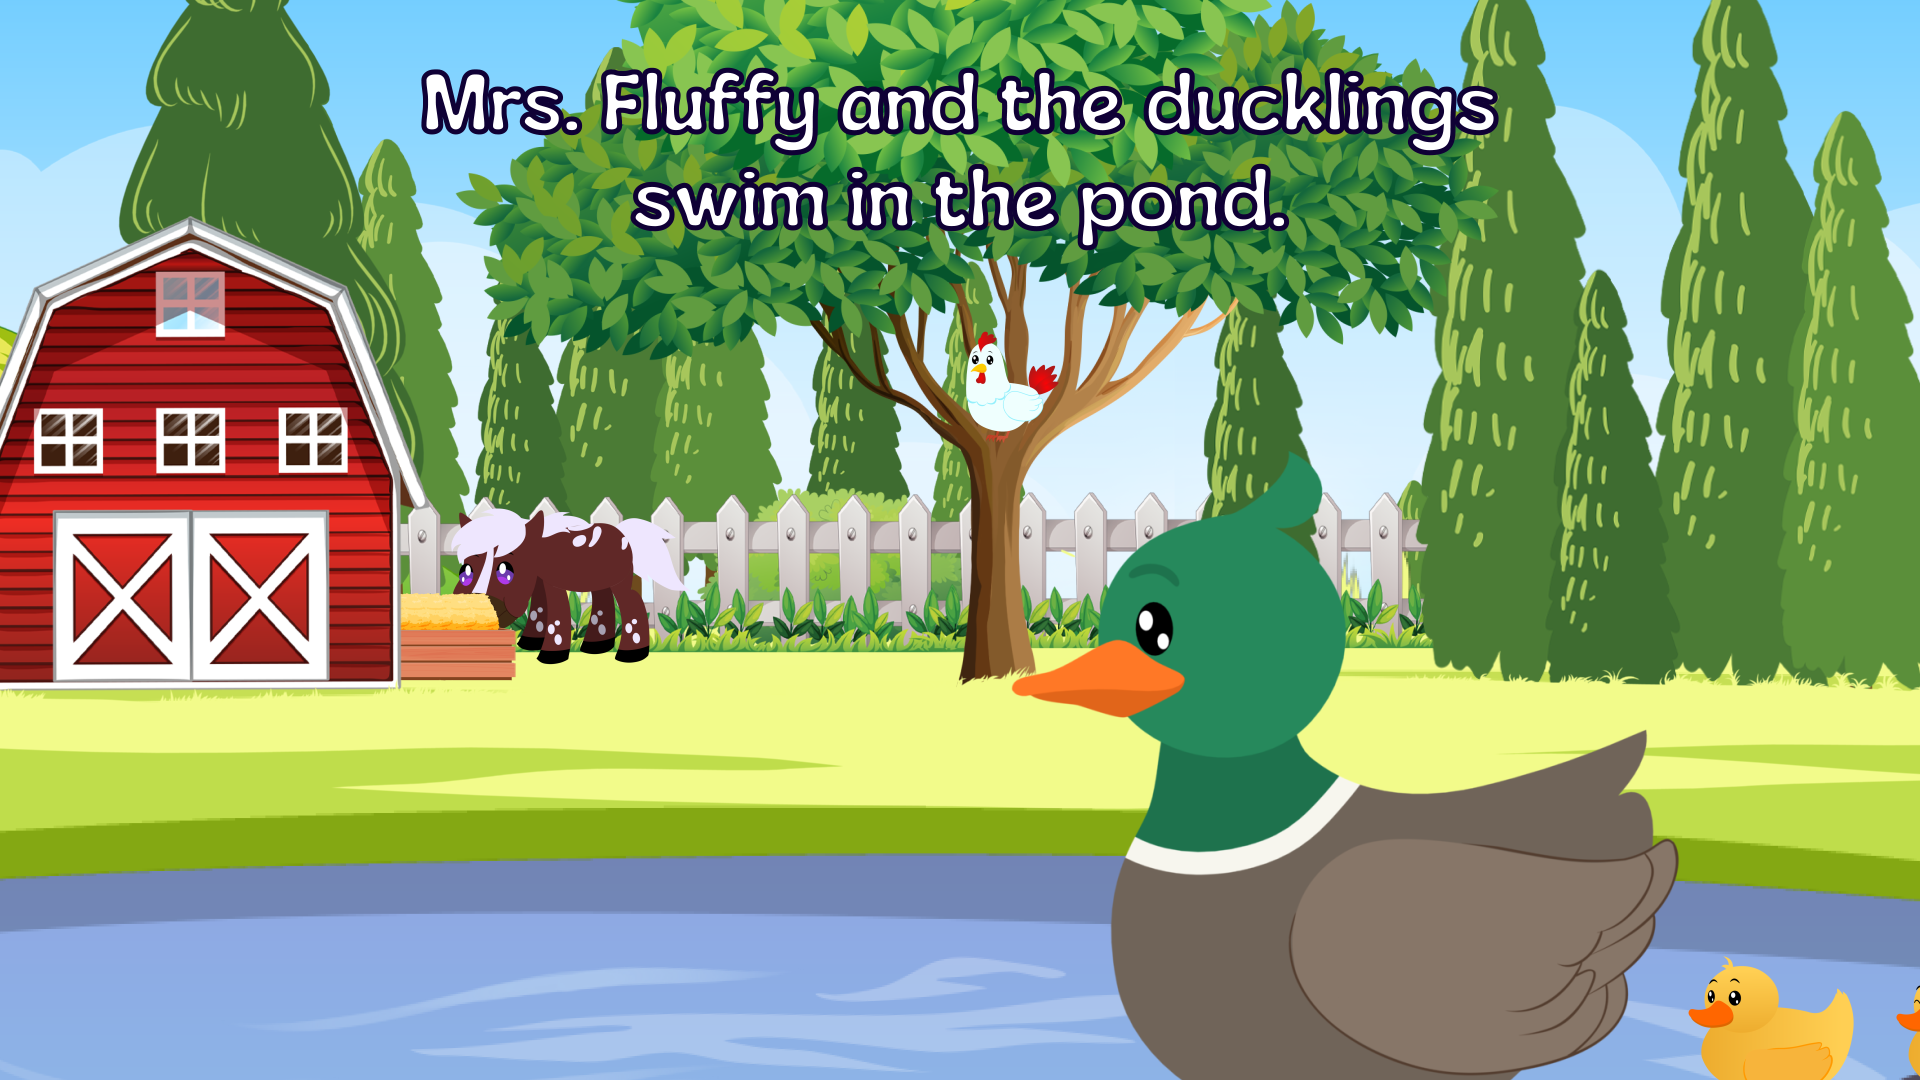 Mrs. Fluffy and the ducklings
swim in the pond.